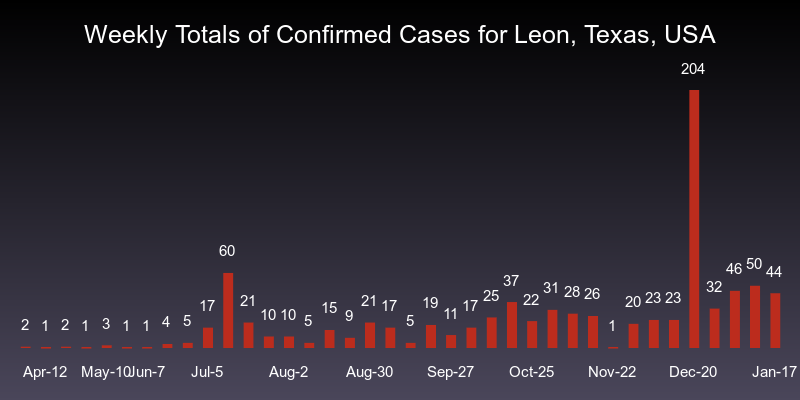 Weekly Totals of Confirmed Cases for Leon, Texas, USA
204
60
2 1 2 1 3 1 1 4 5 17 21 10 10 5 15 9 21 17 5 19 11 17 25 37 22 31 28 26 1 20 23 23 32 46 50 44
Apr-12 May-10 Jun-7 Jul-5 Aug-2 Aug-30 Sep-27 Oct-25 Nov-22 Dec-20 Jan-17